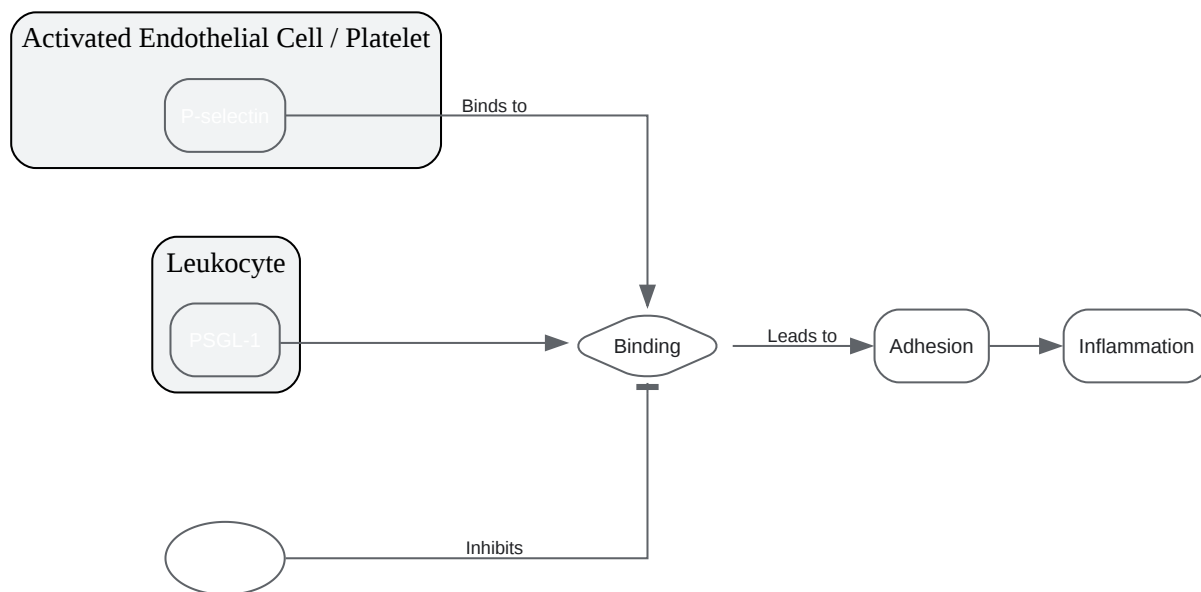 Activated Endothelial Cell / Platelet
P-selectin
Binds to
Leukocyte
PSGL-1
Binding
Leads to
Adhesion
Inflammation
Inhibits